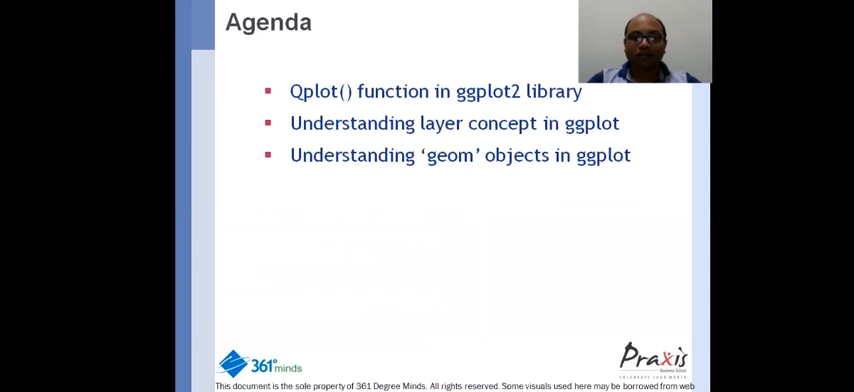 Agenda
Qplot() function in ggplot2 library
Understanding layer concept in ggplot
Understanding ‘geom’ objects in ggplot
361°minds
Praxis
Business School
CELEBRATE YOUR WORTH
This document is the sole property of 361 Degree Minds. All rights reserved. Some visuals used here may be borrowed from web